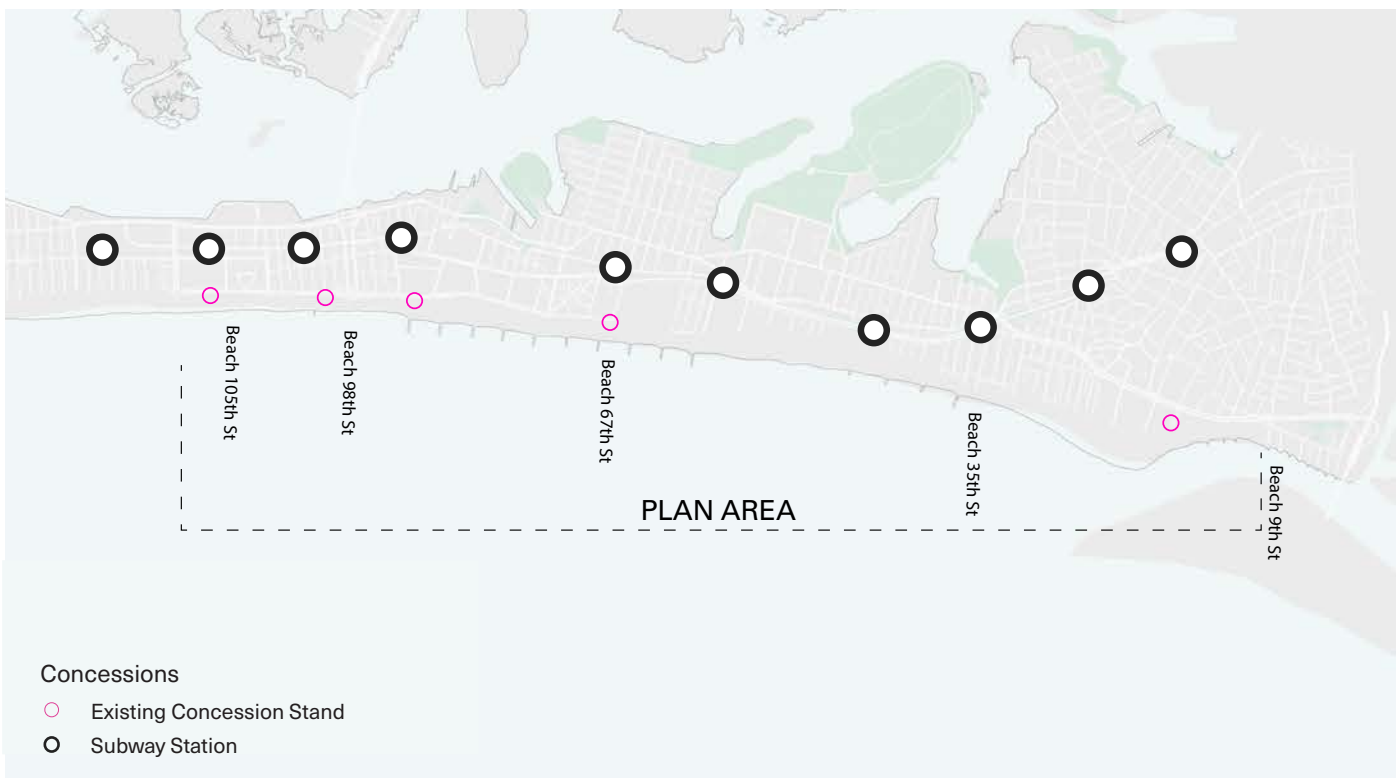 Beach 105th St
Beach 98th St
Beach 67th St
Beach 35th St
Beach 9th St
PLAN AREA
Concessions
Existing Concession Stand
Subway Station